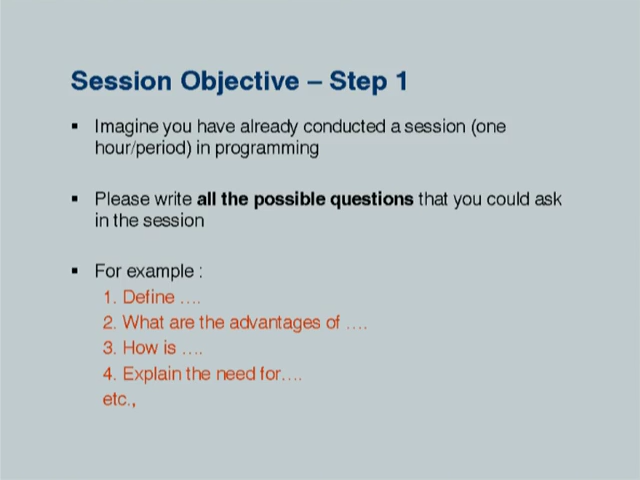 Session Objective – Step 1
▪ Imagine you have already conducted a session (one
hour/period) in programming
▪ Please write all the possible questions that you could ask
in the session
▪ For example :
1. Define ....
2. What are the advantages of ....
3. How is ....
4. Explain the need for....
etc.,